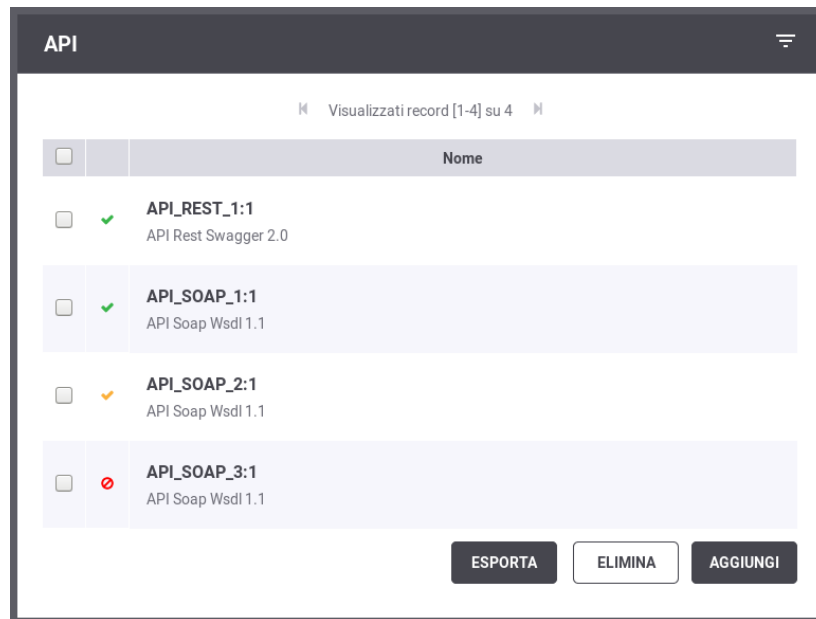 API
Visualizzati record [1-4] su 4
Nome
API_REST_1:1
API Rest Swagger 2.0
API_SOAP_1:1
API Soap Wsdl 1.1
API_SOAP_2:1
API Soap Wsdl 1.1
API_SOAP_3:1
API Soap Wsdl 1.1
ESPORTA ELIMINA AGGIUNGI